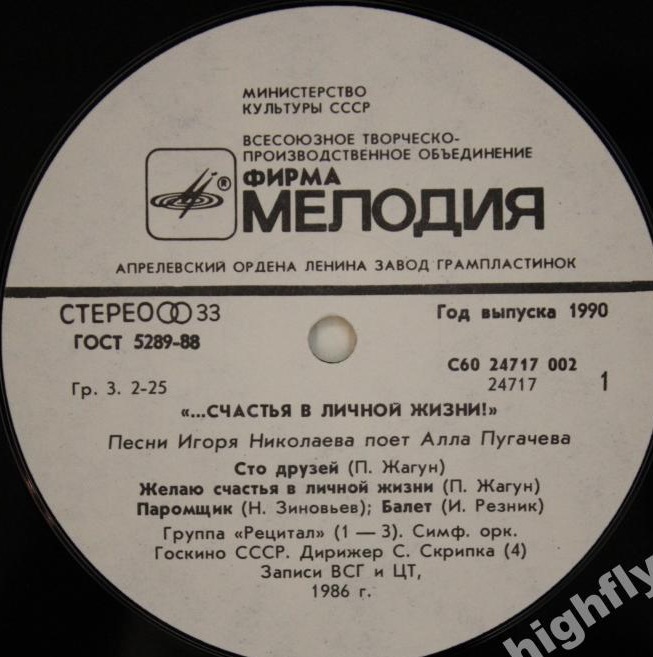 МИНИСТЕРСТВО
КУЛЬТУРЫ СССР
ВСЕСОЮЗНОЕ ТВОРЧЕСКО-
ПРОИЗВОДСТВЕННОЕ ОБЪЕДИНЕНИЕ
®
ФИРМА
МЕЛОДИЯ
АПРЕЛЕВСКИЙ ОРДЕНА ЛЕНИНА ЗАВОД ГРАМПЛАСТИНОК
СТЕРЕО 33
Год выпуска 1990
ГОСТ 5289-88
С60 24717 002
Гр. 3. 2-25
24717 1
«...СЧАСТЬЯ В ЛИЧНОЙ ЖИЗНИ!»
Песни Игоря Николаева поет Алла Пугачева
Сто друзей (П. Жагун)
Желаю счастья в личной жизни (П. Жагун)
Паромщик (Н. Зиновьев); Балет (И. Резник)
Группа «Рецитал» (1 — 3). Симф. орк.
Госкино СССР. Дирижер С. Скрипка (4)
Записи ВСГ и ЦТ,
1986 г.
highfly